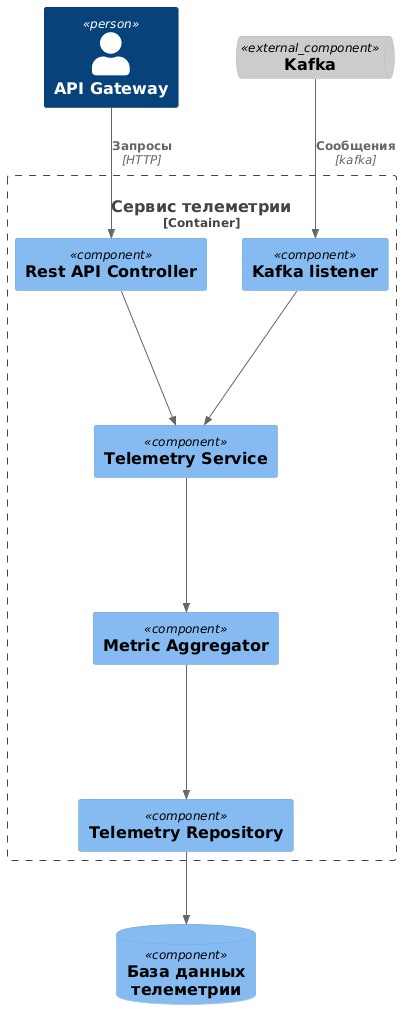 «person»
API Gateway
«external_component»
Kafka
Запросы
[HTTP]
Сообщения
[kafka]
Сервис телеметрии
[Container]
«component»
Rest API Controller
«component»
Kafka listener
«component»
Telemetry Service
«component»
Metric Aggregator
«component»
Telemetry Repository
«component»
База данных
телеметрии